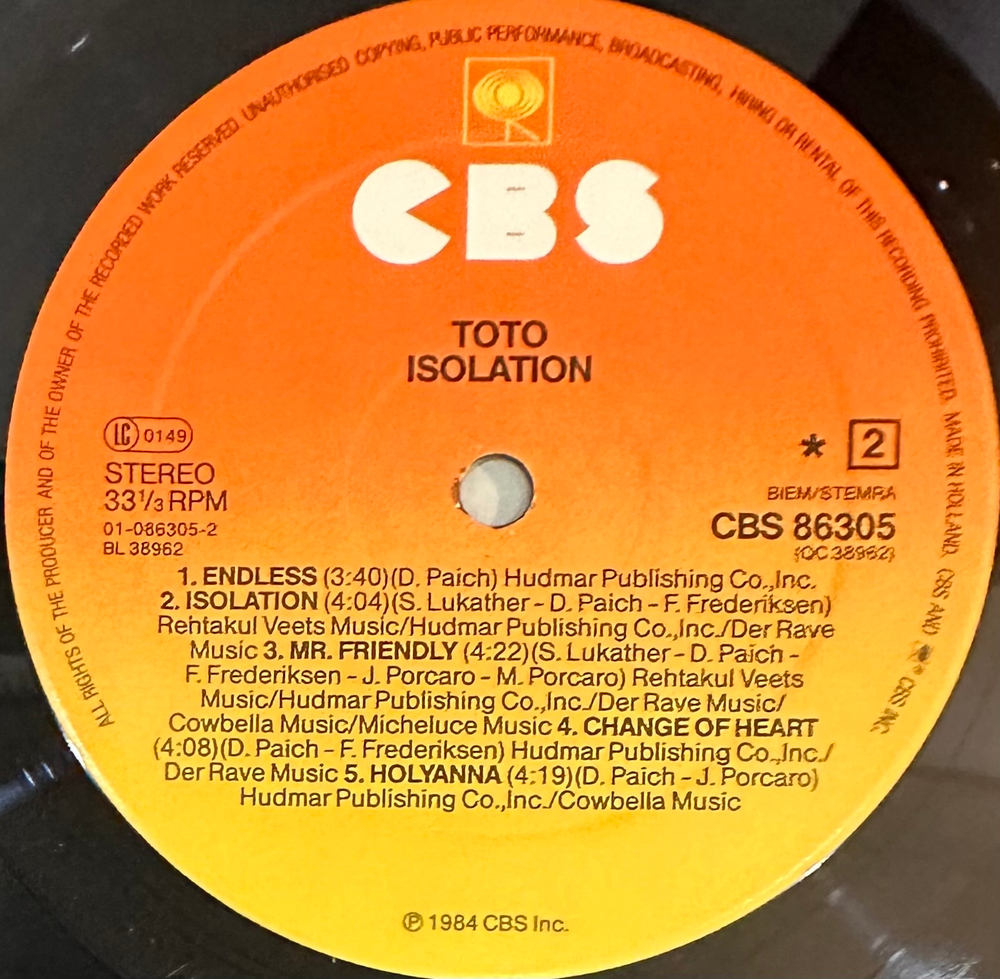 ALL RIGHTS OF THE PRODUCER AND OF THE OWNER OF THE RECORDED WORK RESERVED. UNAUTHORISED COPYING, PUBLIC PERFORMANCE, BROADCASTING, HIRING OR RENTAL OF THIS RECORDING PROHIBITED. MADE IN HOLLAND. CBS AND CBS INC.
CBS
TOTO
ISOLATION
LC 0149
STEREO
33 1/3 RPM
01-086305-2
BL 38962
* 2
BIEM/STEMRA
CBS 86305
(QC 38962)
1. ENDLESS (3:40)(D. Paich) Hudmar Publishing Co.,Inc.
2. ISOLATION (4:04)(S. Lukather – D. Paich – F. Frederiksen)
Rehtakul Veets Music/Hudmar Publishing Co.,Inc./Der Rave
Music 3. MR. FRIENDLY (4:22)(S. Lukather – D. Paich –
F. Frederiksen – J. Porcaro – M. Porcaro) Rehtakul Veets
Music/Hudmar Publishing Co.,Inc./Der Rave Music/
Cowbella Music/Micheluce Music 4. CHANGE OF HEART
(4:08)(D. Paich – F. Frederiksen) Hudmar Publishing Co.,Inc./
Der Rave Music 5. HOLYANNA (4:19)(D. Paich – J. Porcaro)
Hudmar Publishing Co.,Inc./Cowbella Music
℗ 1984 CBS Inc.